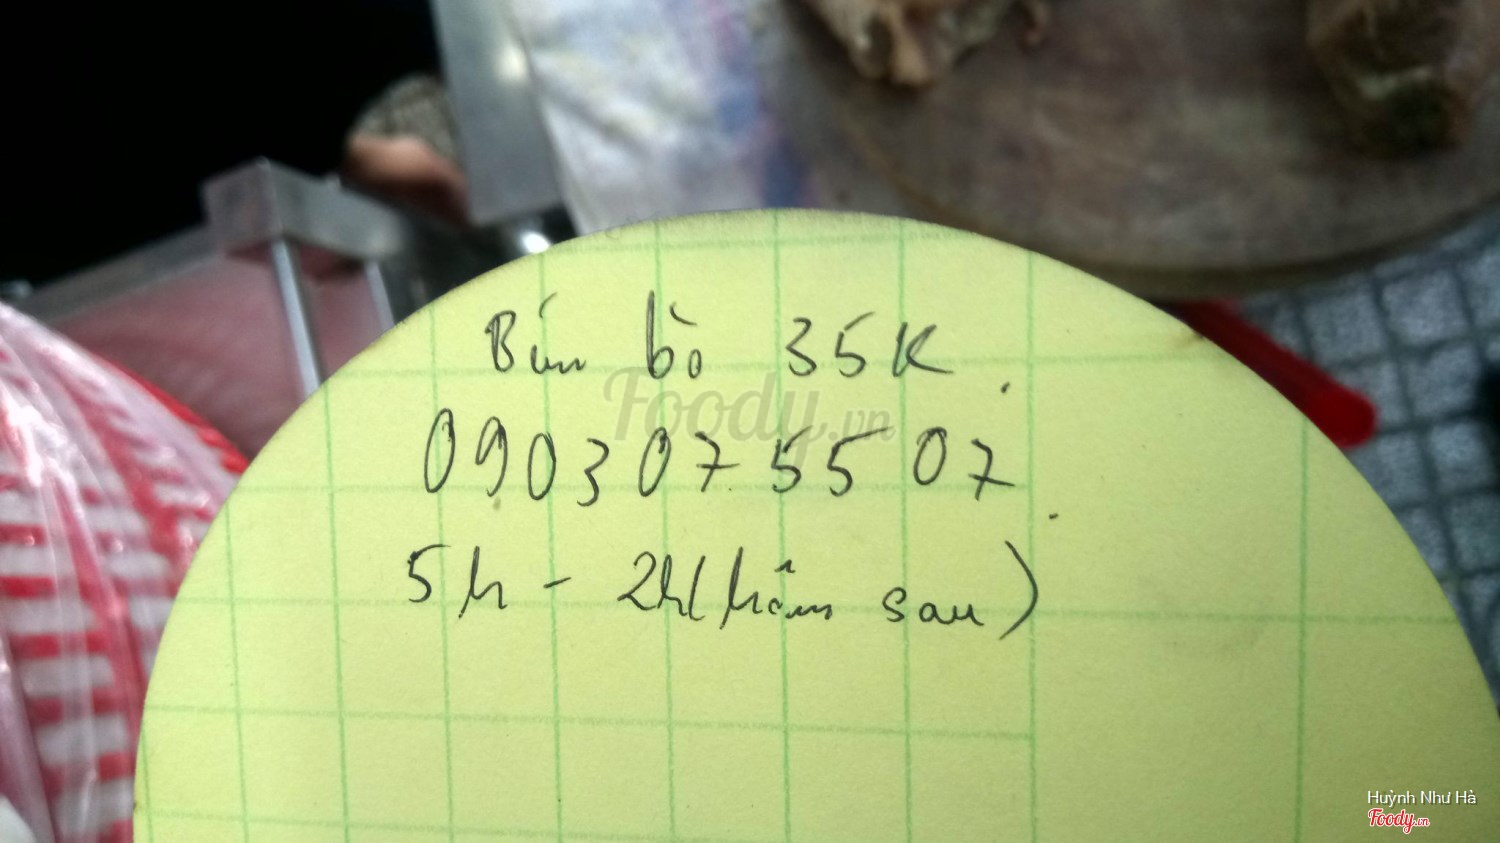 Bún bò 35K.
0903075507.
5h - 2h (hôm sau)
Foody.vn
Huỳnh Như Hà
Foody.vn